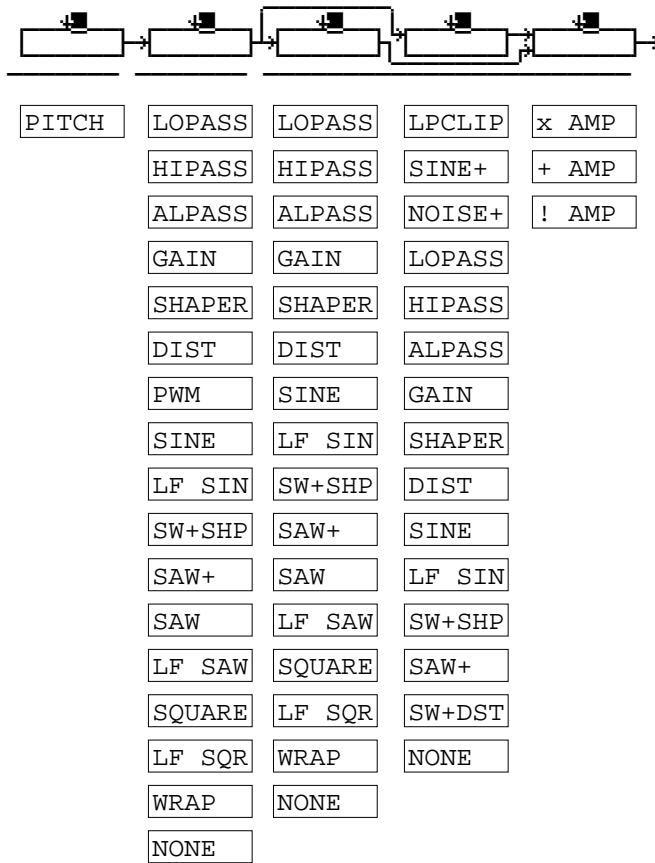 PITCH LOPASS LOPASS LPCLIP x AMP
HIPASS HIPASS SINE+ + AMP
ALPASS ALPASS NOISE+ ! AMP
GAIN GAIN LOPASS
SHAPER SHAPER HIPASS
DIST DIST ALPASS
PWM SINE GAIN
SINE LF SIN SHAPER
LF SIN SW+SHP DIST
SW+SHP SAW+ SINE
SAW+ SAW LF SIN
SAW LF SAW SW+SHP
LF SAW SQUARE SAW+
SQUARE LF SQR SW+DST
LF SQR WRAP NONE
WRAP NONE
NONE